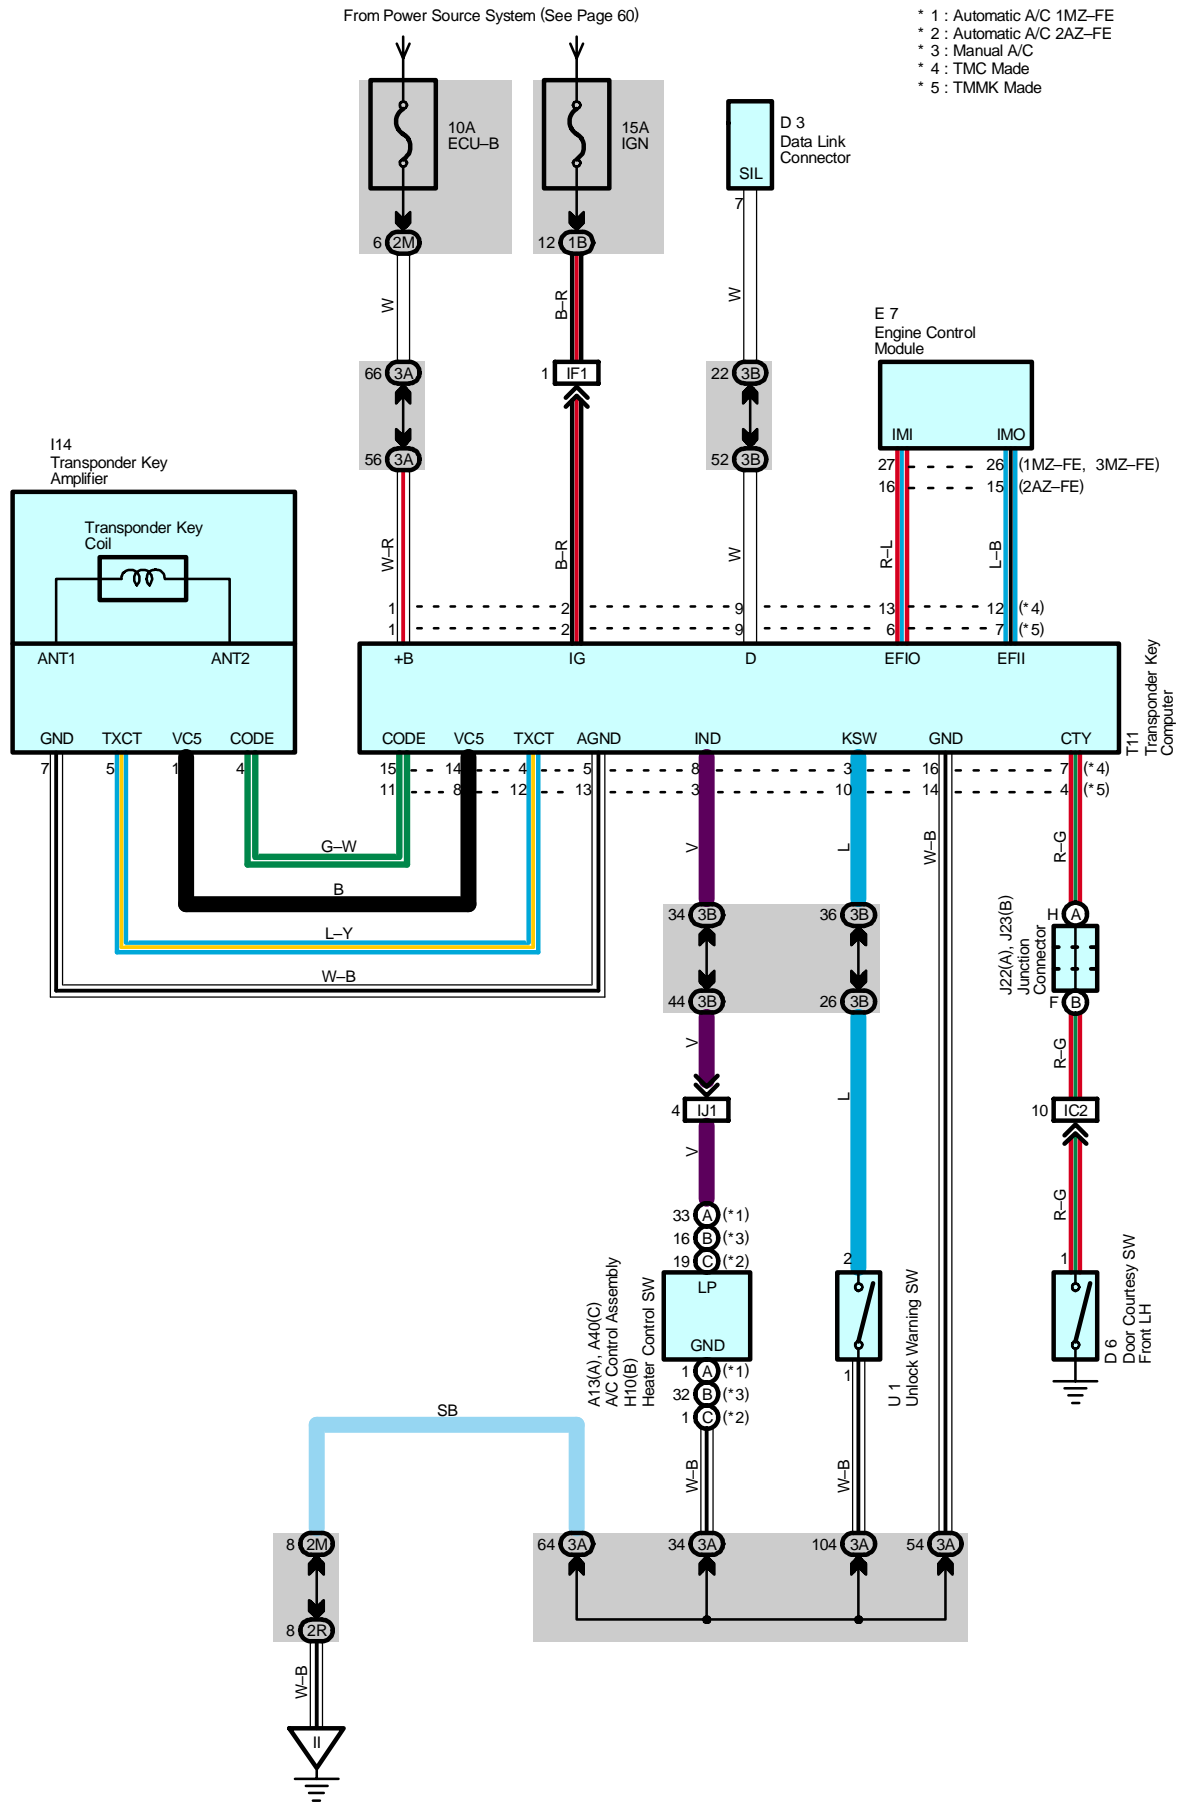 From Power Source System (See Page 60)
* 1 : Automatic A/C 1MZ–FE
* 2 : Automatic A/C 2AZ–FE
* 3 : Manual A/C
* 4 : TMC Made
* 5 : TMMK Made
10A
ECU–B
15A
IGN
D 3
Data Link
Connector
SIL
7
6 2M
12 1B
W
B–R
W
E 7
Engine Control
Module
66 3A
1 IF1
22 3B
IMI IMO
56 3A
52 3B
27 26 (1MZ–FE, 3MZ–FE)
16 15 (2AZ–FE)
I14
Transponder Key
Amplifier
Transponder Key
Coil
W–R
B–R
W
R–L
L–B
1 2 9 13 12 (*4)
1 2 9 6 7 (*5)
ANT1 ANT2
+B IG D EFIO EFII
T11
Transponder Key
Computer
GND TXCT VC5 CODE
CODE VC5 TXCT AGND IND KSW GND CTY
7 5 1 4
15 14 4 5 8 3 16 7 (*4)
11 8 12 13 3 10 14 4 (*5)
G–W
B
L–Y
W–B
V
L
W–B
R–G
34 3B
36 3B
H A
J22(A), J23(B)
Junction
Connector
44 3B
26 3B
F B
V
L
R–G
4 IJ1
10 IC2
V
R–G
33 A (*1)
16 B (*3)
19 C (*2)
2
1
LP
GND
A13(A), A40(C)
A/C Control Assembly
H10(B)
Heater Control SW
U 1
Unlock Warning SW
D 6
Door Courtesy SW
Front LH
1 A (*1)
32 B (*3)
1 C (*2)
1
SB
W–B
W–B
8 2M
64 3A
34 3A
104 3A
54 3A
8 2R
W–B
II